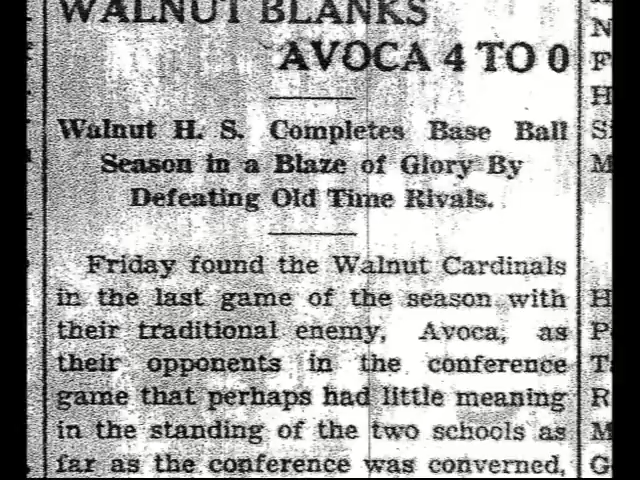 WALNUT BLANKS
AVOCA 4 TO 0
Walnut H. S. Completes Base Ball
Season in a Blaze of Glory By
Defeating Old Time Rivals.
Friday found the Walnut Cardinals
in the last game of the season with
their traditional enemy, Avoca, as
their opponents in the conference
game that perhaps had little meaning
in the standing of the two schools as
far as the conference was converned,